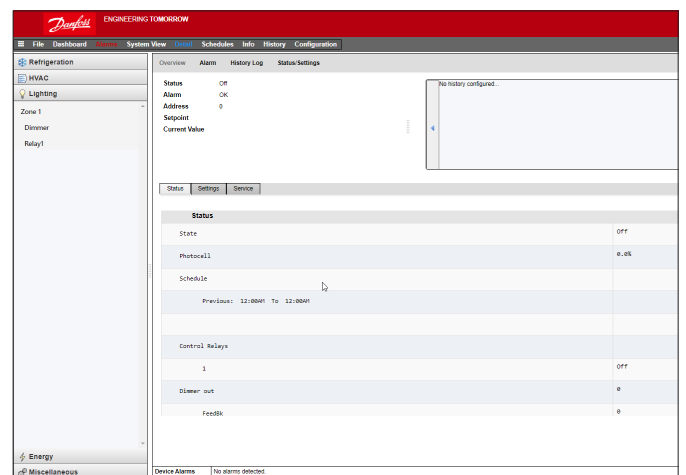 Danfoss ENGINEERING TOMORROW
File Dashboard Alarms System View Detail Schedules Info History Configuration
Refrigeration
HVAC
Lighting
Zone 1
Dimmer
Relay1
Energy
Miscellaneous
Overview Alarm History Log Status/Settings
Status Off
Alarm OK
Address 0
Setpoint
Current Value
No history configured...
Status Settings Service
Status
State Off
Photocell 0.0%
Schedule
Previous: 12:00AM To 12:00AM
Control Relays
1 Off
Dimmer out 0
FeedBk 0
Device Alarms No alarms detected.